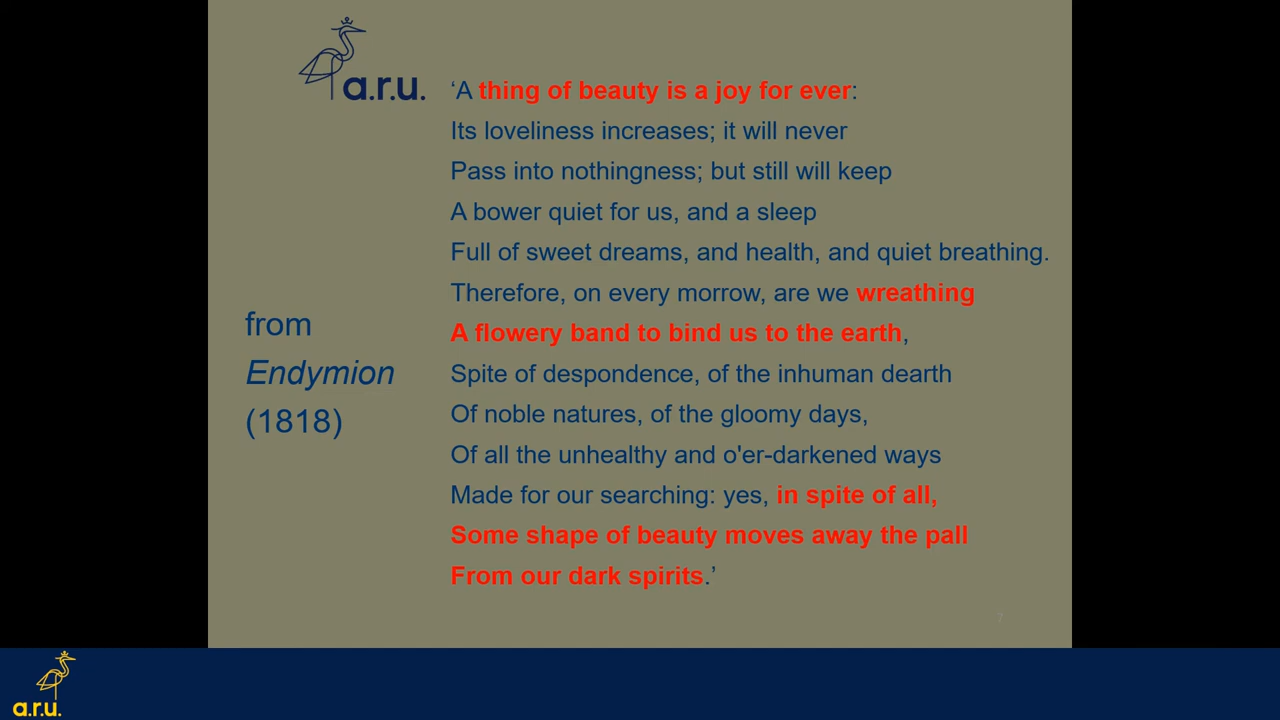 a.r.u.
‘A thing of beauty is a joy for ever:
Its loveliness increases; it will never
Pass into nothingness; but still will keep
A bower quiet for us, and a sleep
Full of sweet dreams, and health, and quiet breathing.
Therefore, on every morrow, are we wreathing
A flowery band to bind us to the earth,
Spite of despondence, of the inhuman dearth
Of noble natures, of the gloomy days,
Of all the unhealthy and o'er-darkened ways
Made for our searching: yes, in spite of all,
Some shape of beauty moves away the pall
From our dark spirits.’
from
Endymion
(1818)
7
a.r.u.